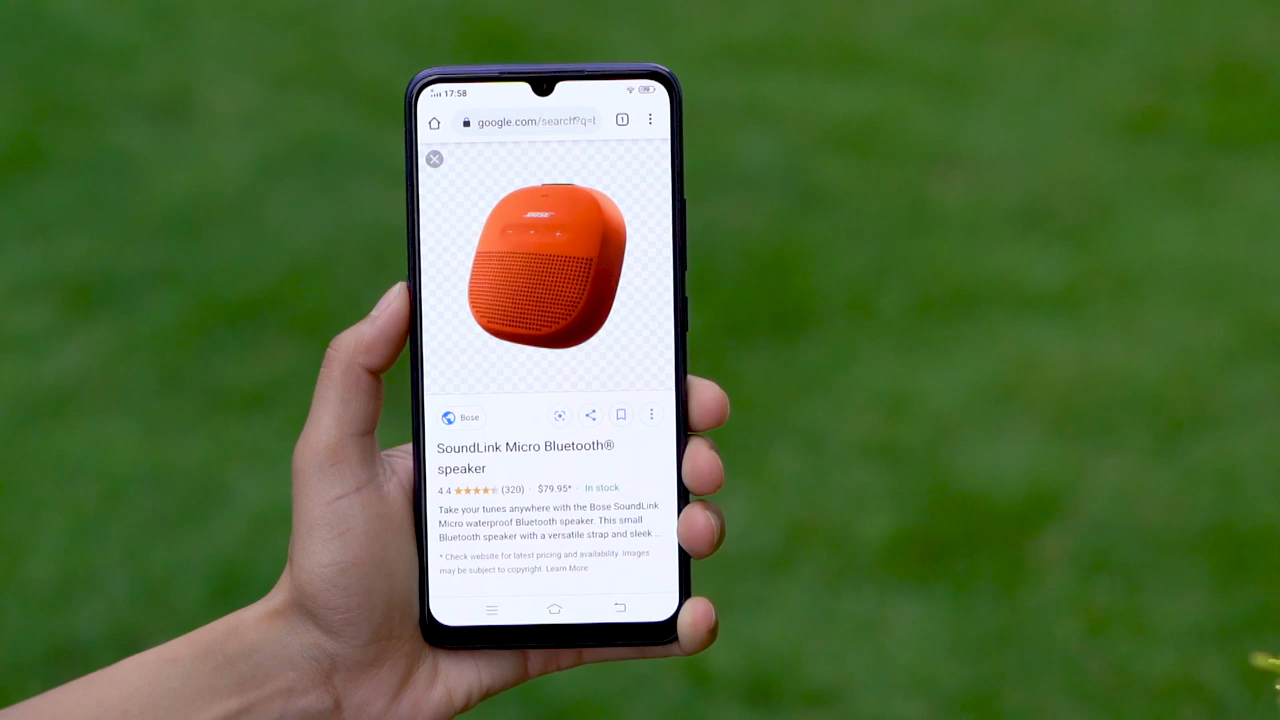 17:58
google.com/search?q=b
BOSE
Bose
SoundLink Micro Bluetooth®
speaker
4.4 (320) · $79.95* · In stock
Take your tunes anywhere with the Bose SoundLink
Micro waterproof Bluetooth speaker. This small
Bluetooth speaker with a versatile strap and sleek ...
* Check website for latest pricing and availability. Images
may be subject to copyright. Learn More